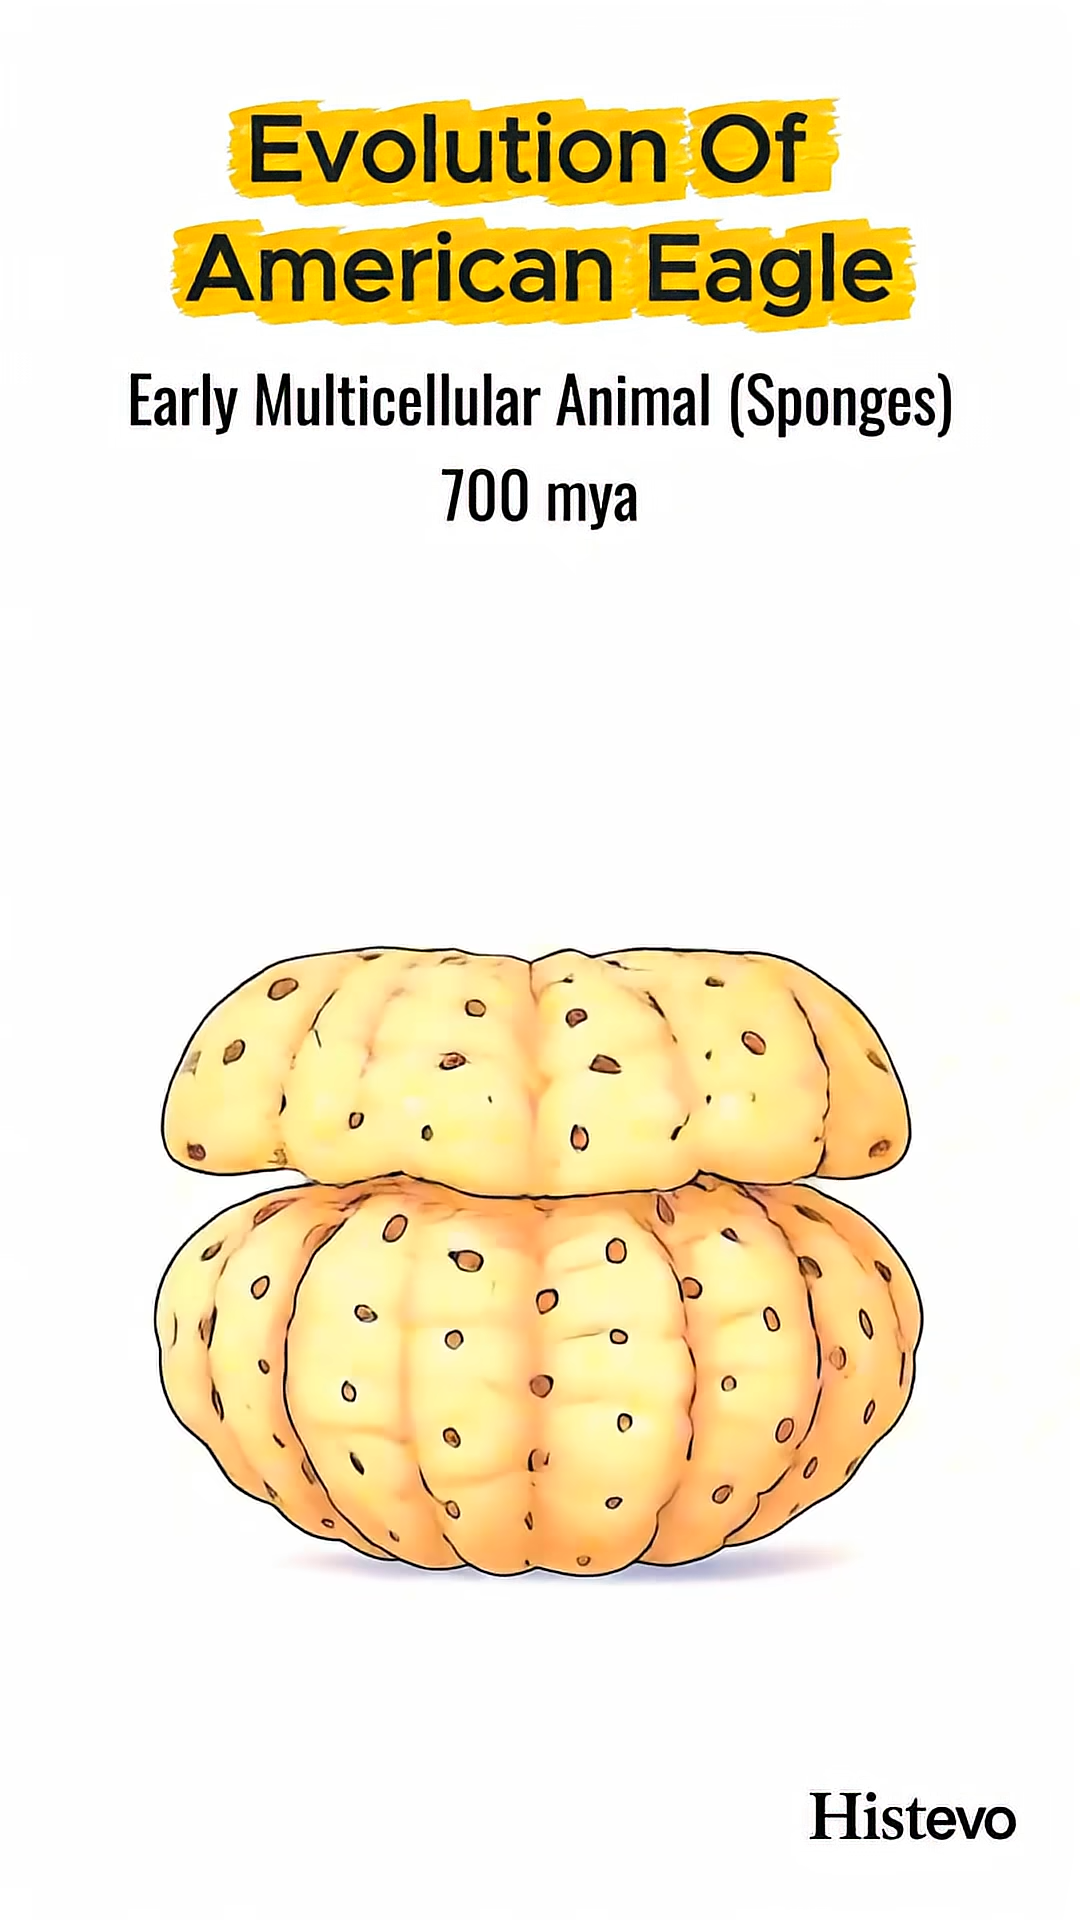 Evolution Of
American Eagle
Early Multicellular Animal (Sponges)
700 mya
Histevo